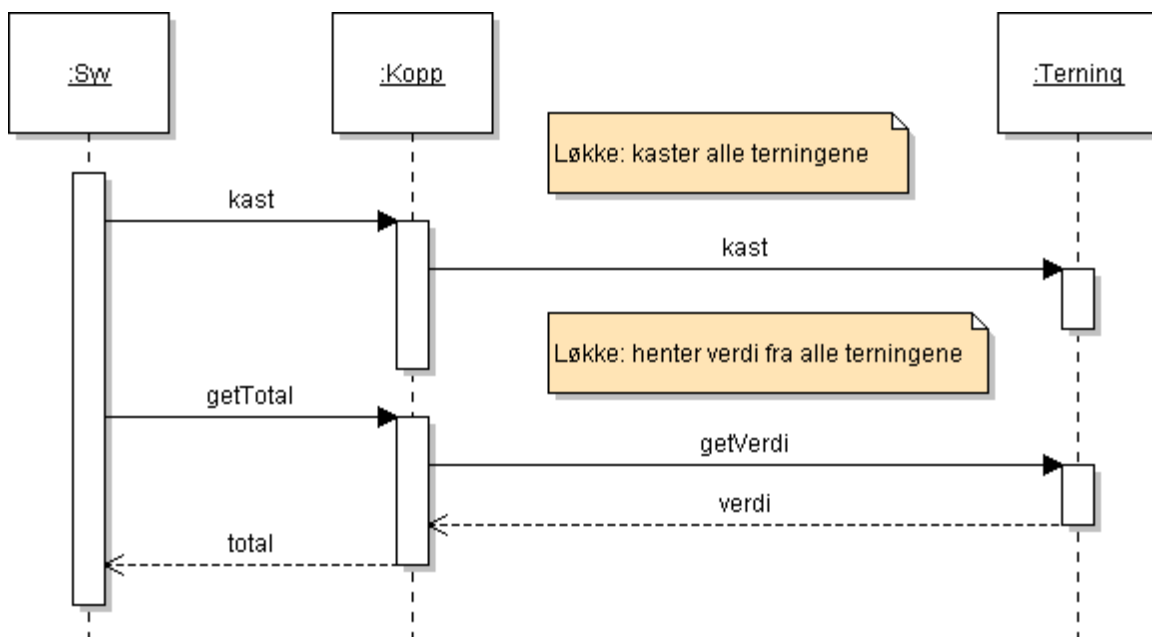 :Syv
:Kopp
:Terning
Løkke: kaster alle terningene
kast
kast
Løkke: henter verdi fra alle terningene
getTotal
getVerdi
verdi
total